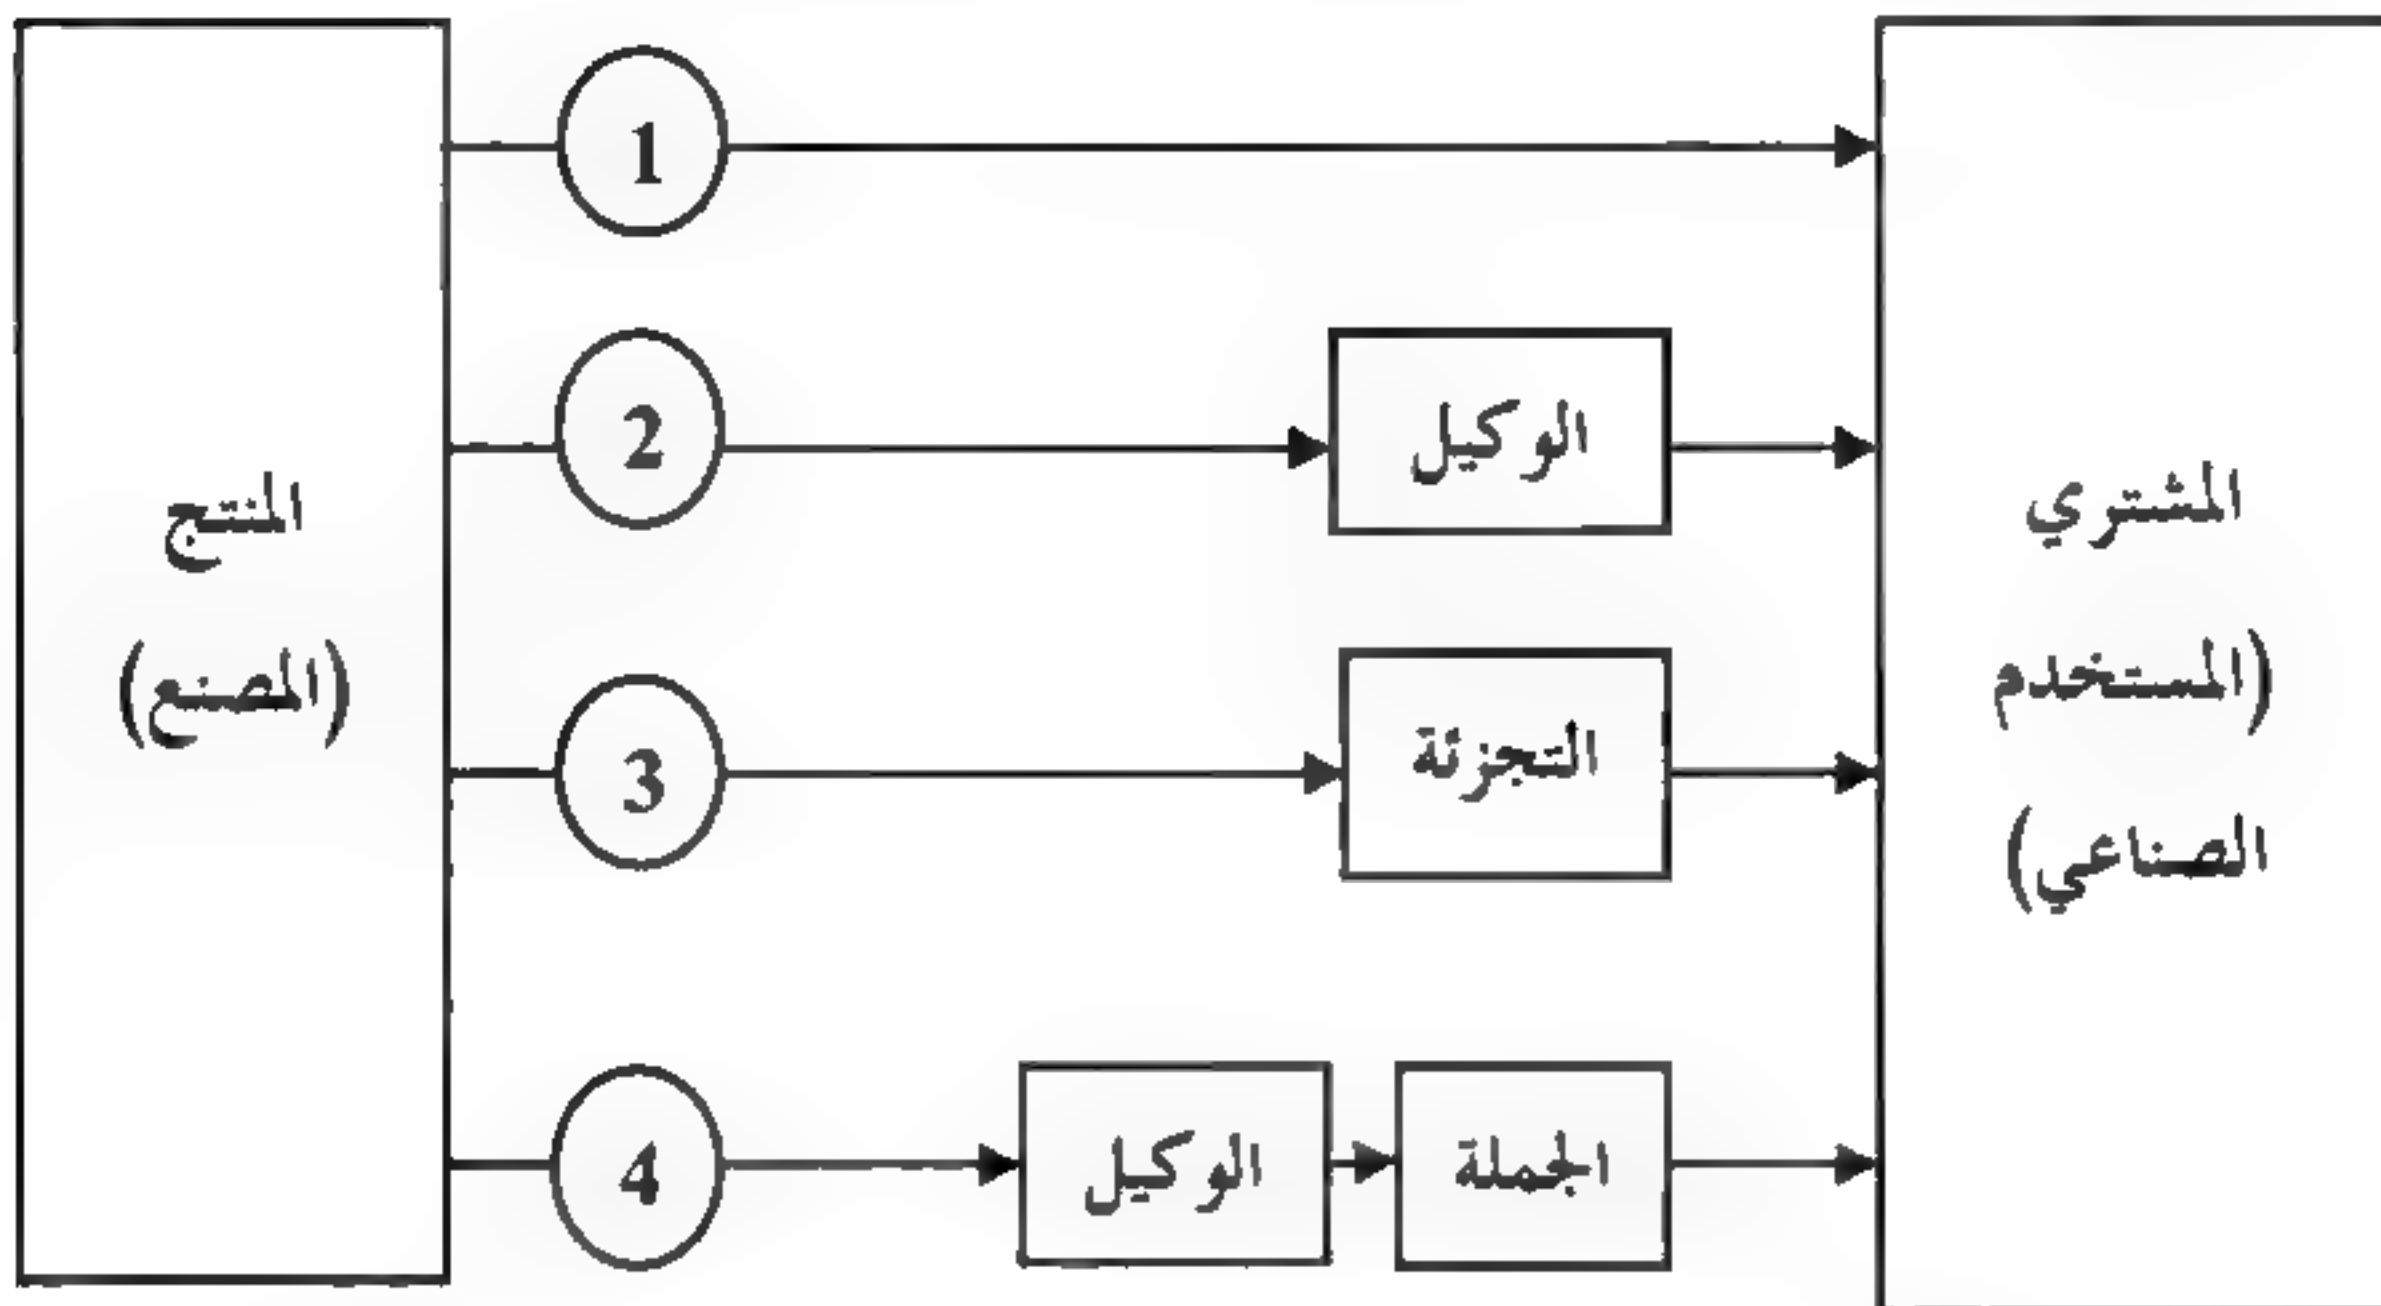 1
2
الوكيل
المنتج
(المصنع)
المشتري
(المستخدم
الصناعي)
3
التجزئة
4
الوكيل
الجملة